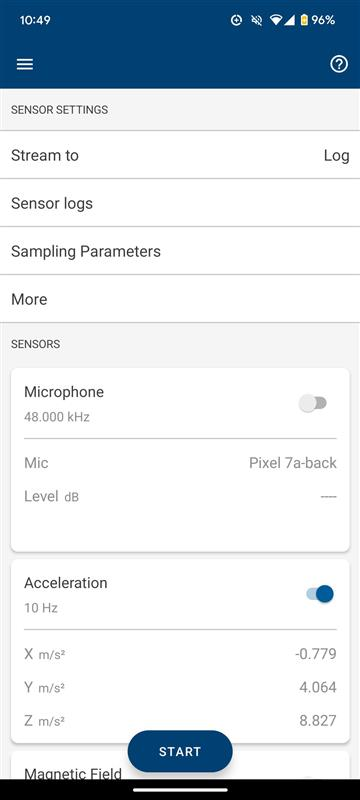 10:49
96%
SENSOR SETTINGS
Stream to Log
Sensor logs
Sampling Parameters
More
SENSORS
Microphone
48.000 kHz
Mic Pixel 7a-back
Level dB ----
Acceleration
10 Hz
X m/s² -0.779
Y m/s² 4.064
Z m/s² 8.827
START
Magnetic Field